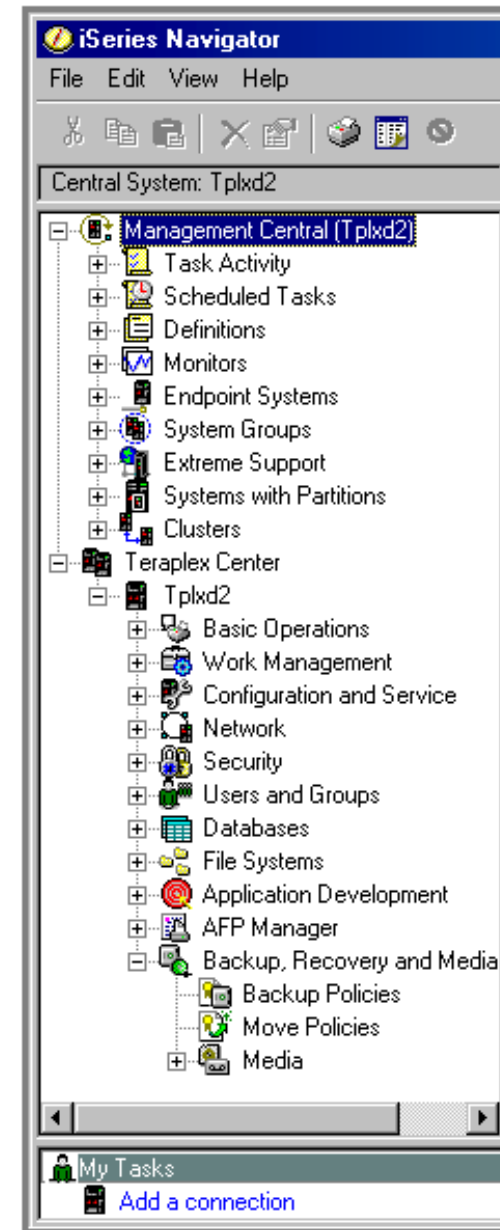 iSeries Navigator
File Edit View Help
Central System: Tplxd2
Management Central (Tplxd2)
Task Activity
Scheduled Tasks
Definitions
Monitors
Endpoint Systems
System Groups
Extreme Support
Systems with Partitions
Clusters
Teraplex Center
Tplxd2
Basic Operations
Work Management
Configuration and Service
Network
Security
Users and Groups
Databases
File Systems
Application Development
AFP Manager
Backup, Recovery and Media
Backup Policies
Move Policies
Media
My Tasks
Add a connection